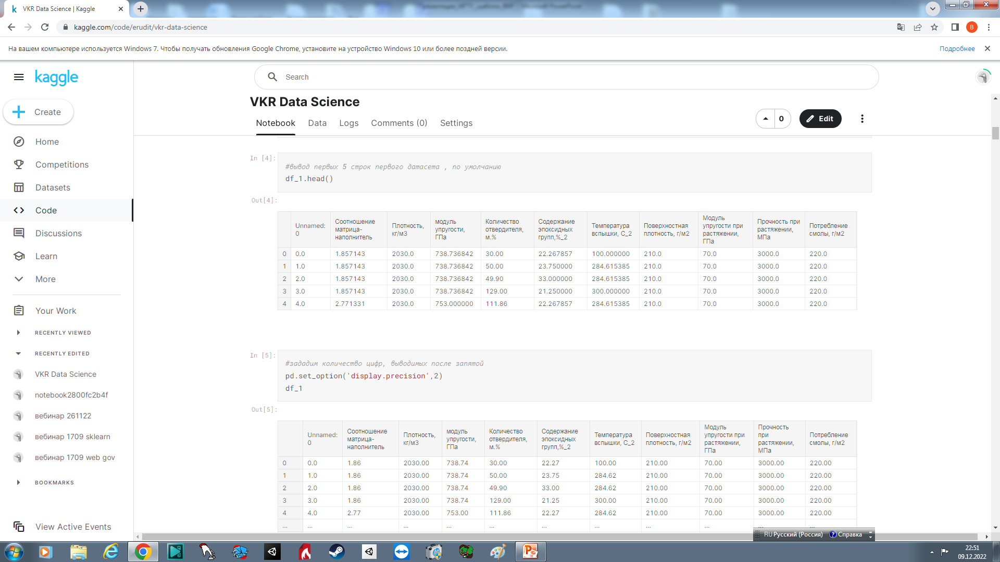 VKR Data Science | Kaggle
kaggle.com/code/erudit/vkr-data-science
B
На вашем компьютере используется Windows 7. Чтобы получать обновления Google Chrome, установите на устройство Windows 10 или более поздней версии.
Подробнее
kaggle
Search
Create
Home
Competitions
Datasets
Code
Discussions
Learn
More
Your Work
RECENTLY VIEWED
RECENTLY EDITED
VKR Data Science
notebook2800fc2b4f
вебинар 261122
вебинар 1709 sklearn
вебинар 1709 web gov
BOOKMARKS
View Active Events
VKR Data Science
Notebook Data Logs Comments (0) Settings
0
Edit
In [4]:
#вывод первых 5 строк первого датасета , по умолчанию
df_1.head()
Out[4]:
Unnamed: 0 Соотношение матрица-наполнитель Плотность, кг/м3 модуль упругости, ГПа Количество отвердителя, м.% Содержание эпоксидных групп,%_2 Температура вспышки, С_2 Поверхностная плотность, г/м2 Модуль упругости при растяжении, ГПа Прочность при растяжении, МПа Потребление смолы, г/м2
0 0.0 1.857143 2030.0 738.736842 30.00 22.267857 100.000000 210.0 70.0 3000.0 220.0
1 1.0 1.857143 2030.0 738.736842 50.00 23.750000 284.615385 210.0 70.0 3000.0 220.0
2 2.0 1.857143 2030.0 738.736842 49.90 33.000000 284.615385 210.0 70.0 3000.0 220.0
3 3.0 1.857143 2030.0 738.736842 129.00 21.250000 300.000000 210.0 70.0 3000.0 220.0
4 4.0 2.771331 2030.0 753.000000 111.86 22.267857 284.615385 210.0 70.0 3000.0 220.0
In [5]:
#зададим количество цифр, выводимых после запятой
pd.set_option('display.precision',2)
df_1
Out[5]:
Unnamed: 0 Соотношение матрица-наполнитель Плотность, кг/м3 модуль упругости, ГПа Количество отвердителя, м.% Содержание эпоксидных групп,%_2 Температура вспышки, С_2 Поверхностная плотность, г/м2 Модуль упругости при растяжении, ГПа Прочность при растяжении, МПа Потребление смолы, г/м2
0 0.0 1.86 2030.00 738.74 30.00 22.27 100.00 210.00 70.00 3000.00 220.00
1 1.0 1.86 2030.00 738.74 50.00 23.75 284.62 210.00 70.00 3000.00 220.00
2 2.0 1.86 2030.00 738.74 49.90 33.00 284.62 210.00 70.00 3000.00 220.00
3 3.0 1.86 2030.00 738.74 129.00 21.25 300.00 210.00 70.00 3000.00 220.00
4 4.0 2.77 2030.00 753.00 111.86 22.27 284.62 210.00 70.00 3000.00 220.00
... ... ... ... ... ... ... ... ... ... ... ...
RU Русский (Россия) Справка
22:51
09.12.2022